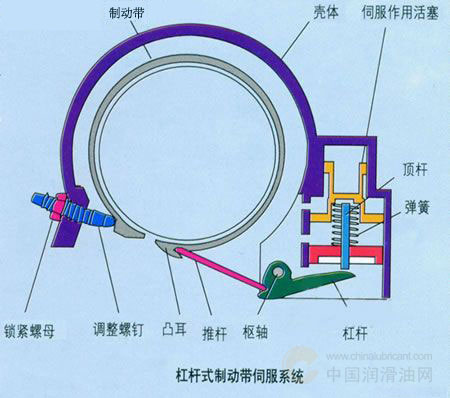 制动带
壳体
伺服作用活塞
顶杆
弹簧
锁紧螺母
调整螺钉
凸耳
推杆
枢轴
杠杆
杠杆式制动带伺服系统
www.chinalubricant.com
中国润滑油网